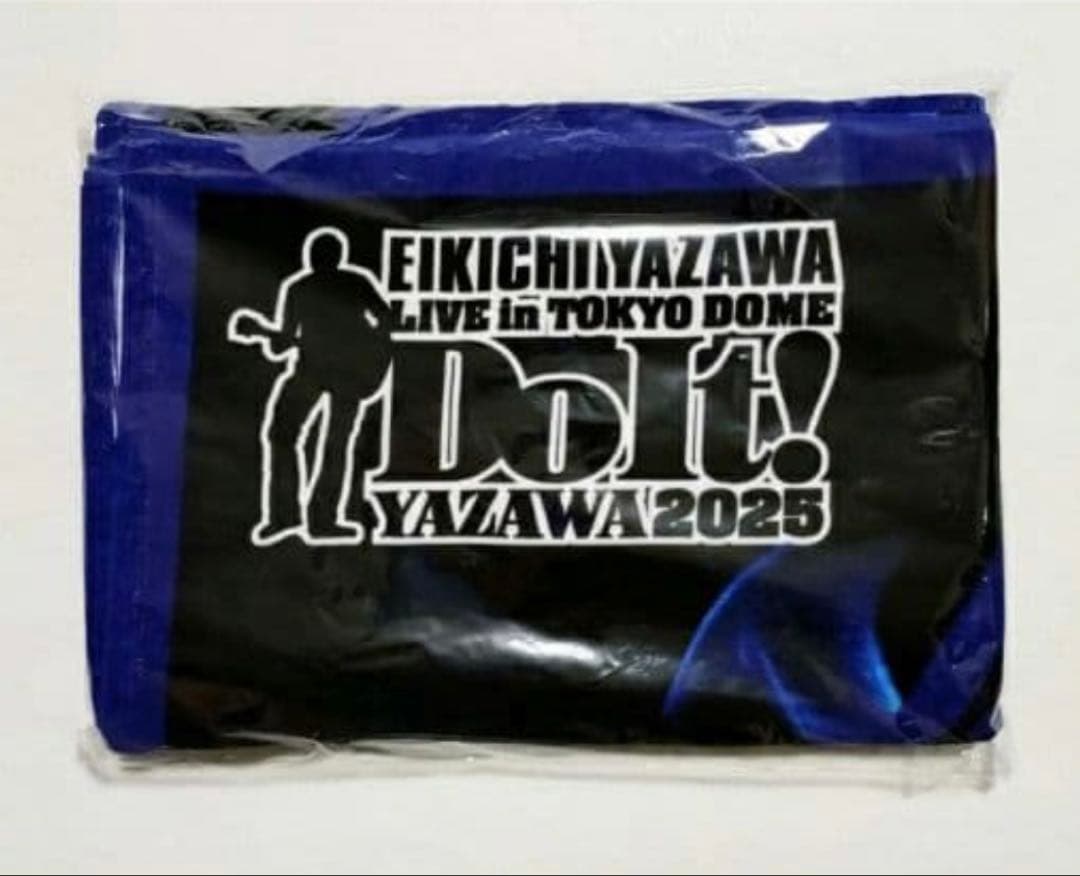 EIKICHI YAZAWA
LIVE in TOKYO DOME
Do It!
YAZAWA 2025